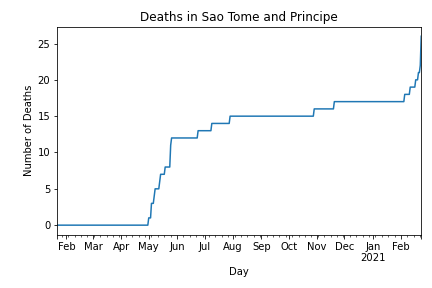 Deaths in Sao Tome and Principe
Number of Deaths
25
20
15
10
5
0
Feb Mar Apr May Jun Jul Aug Sep Oct Nov Dec Jan Feb
2021
Day